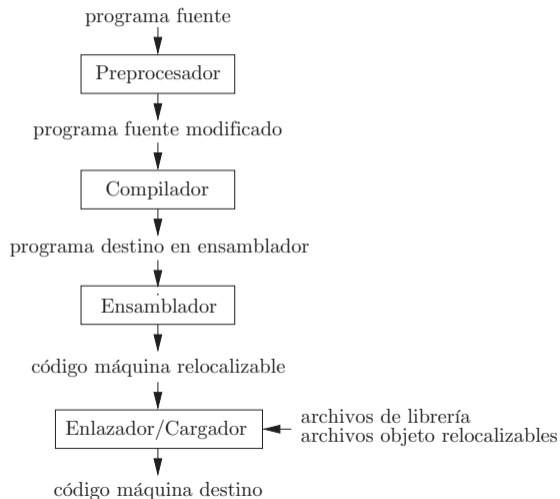 programa fuente
Preprocesador
programa fuente modificado
Compilador
programa destino en ensamblador
Ensamblador
código máquina relocalizable
Enlazador/Cargador
archivos de librería
archivos objeto relocalizables
código máquina destino